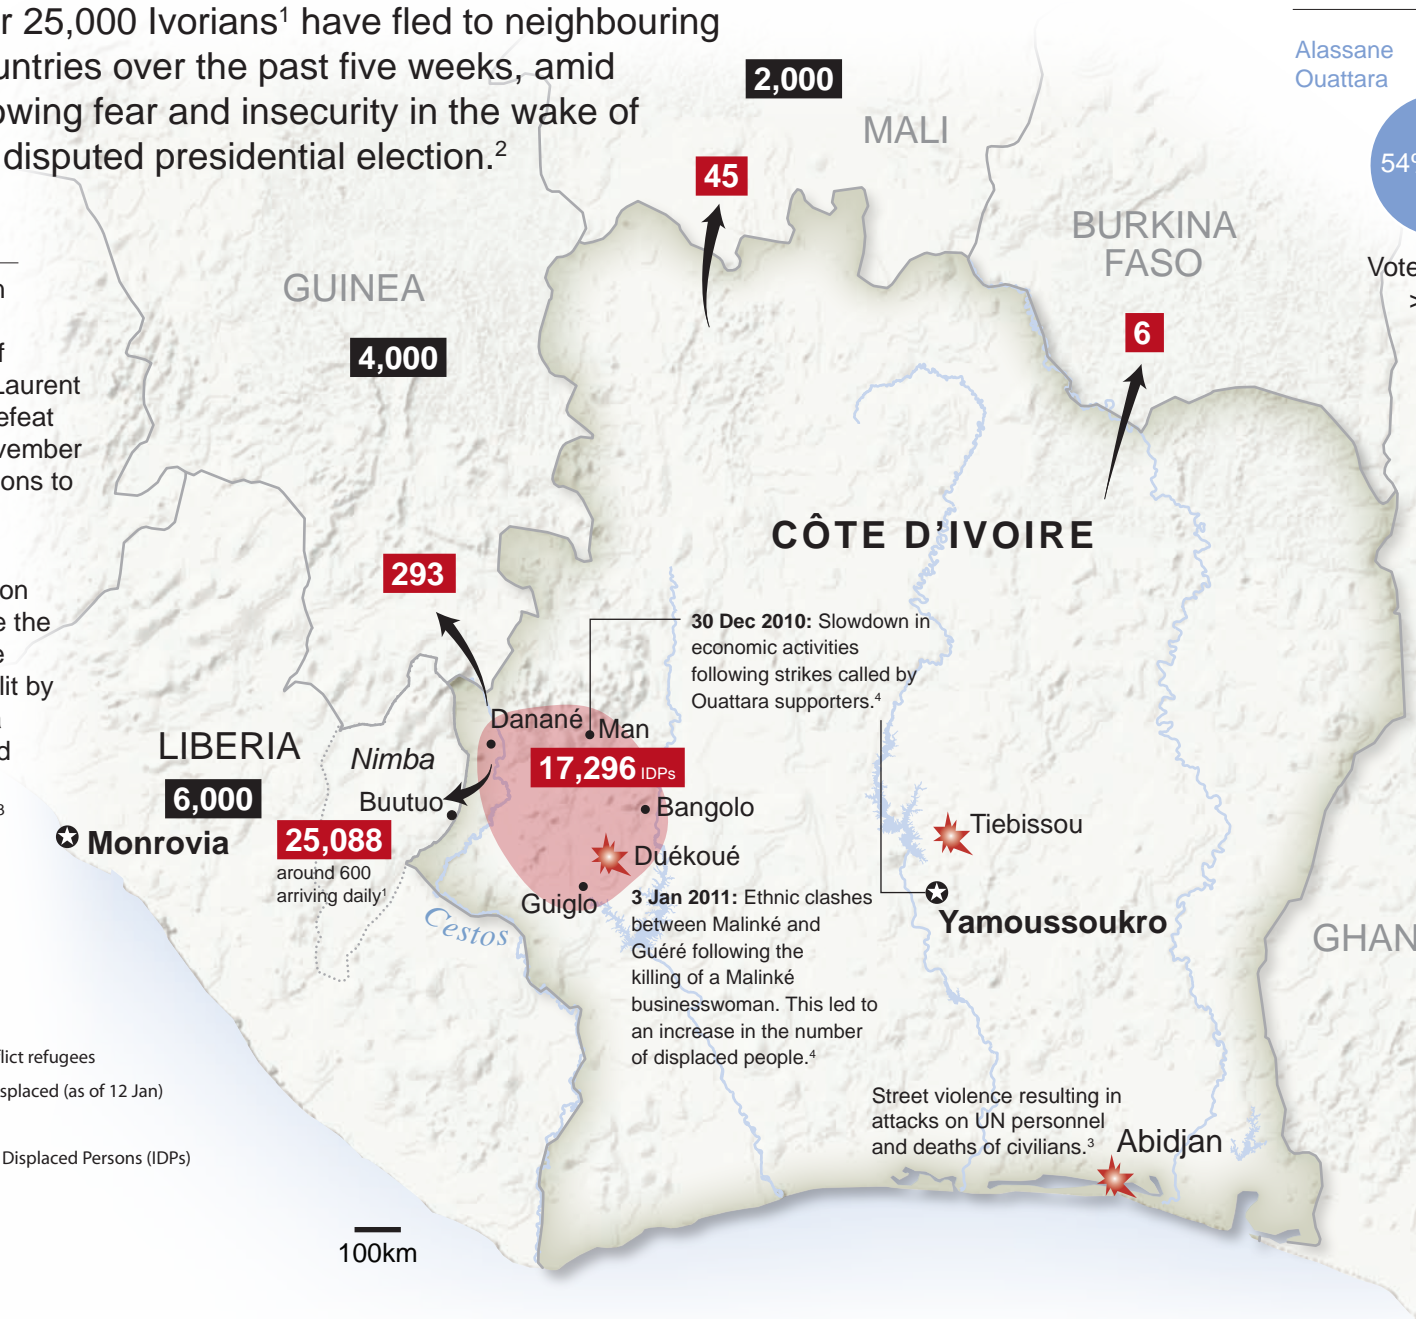 r 25,000 Ivorians¹ have fled to neighbouring
untries over the past five weeks, amid
owing fear and insecurity in the wake of
disputed presidential election.²
Alassane
Ouattara
54%
Vote
>
n
f
Laurent
efeat
vember
ons to
on
e the
e
lit by
a
d
3
2,000
MALI
45
BURKINA
FASO
6
GUINEA
4,000
293
CÔTE D’IVOIRE
30 Dec 2010: Slowdown in
economic activities
following strikes called by
Ouattara supporters.⁴
Danané
Man
17,296 IDPs
LIBERIA
6,000
Nimba
Buutuo
Monrovia
25,088
around 600
arriving daily¹
Bangolo
Duékoué
Guiglo
Cestos
Tiebissou
Yamoussoukro
GHAN
3 Jan 2011: Ethnic clashes
between Malinké and
Guéré following the
killing of a Malinké
businesswoman. This led to
an increase in the number
of displaced people.⁴
Street violence resulting in
attacks on UN personnel
and deaths of civilians.³
Abidjan
flict refugees
splaced (as of 12 Jan)
Displaced Persons (IDPs)
100km